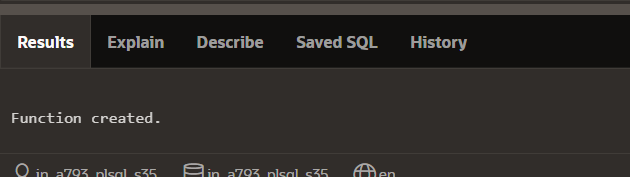 Results Explain Describe Saved SQL History
Function created.
in_a793_plsql_s35 in_a793_plsql_s35 en